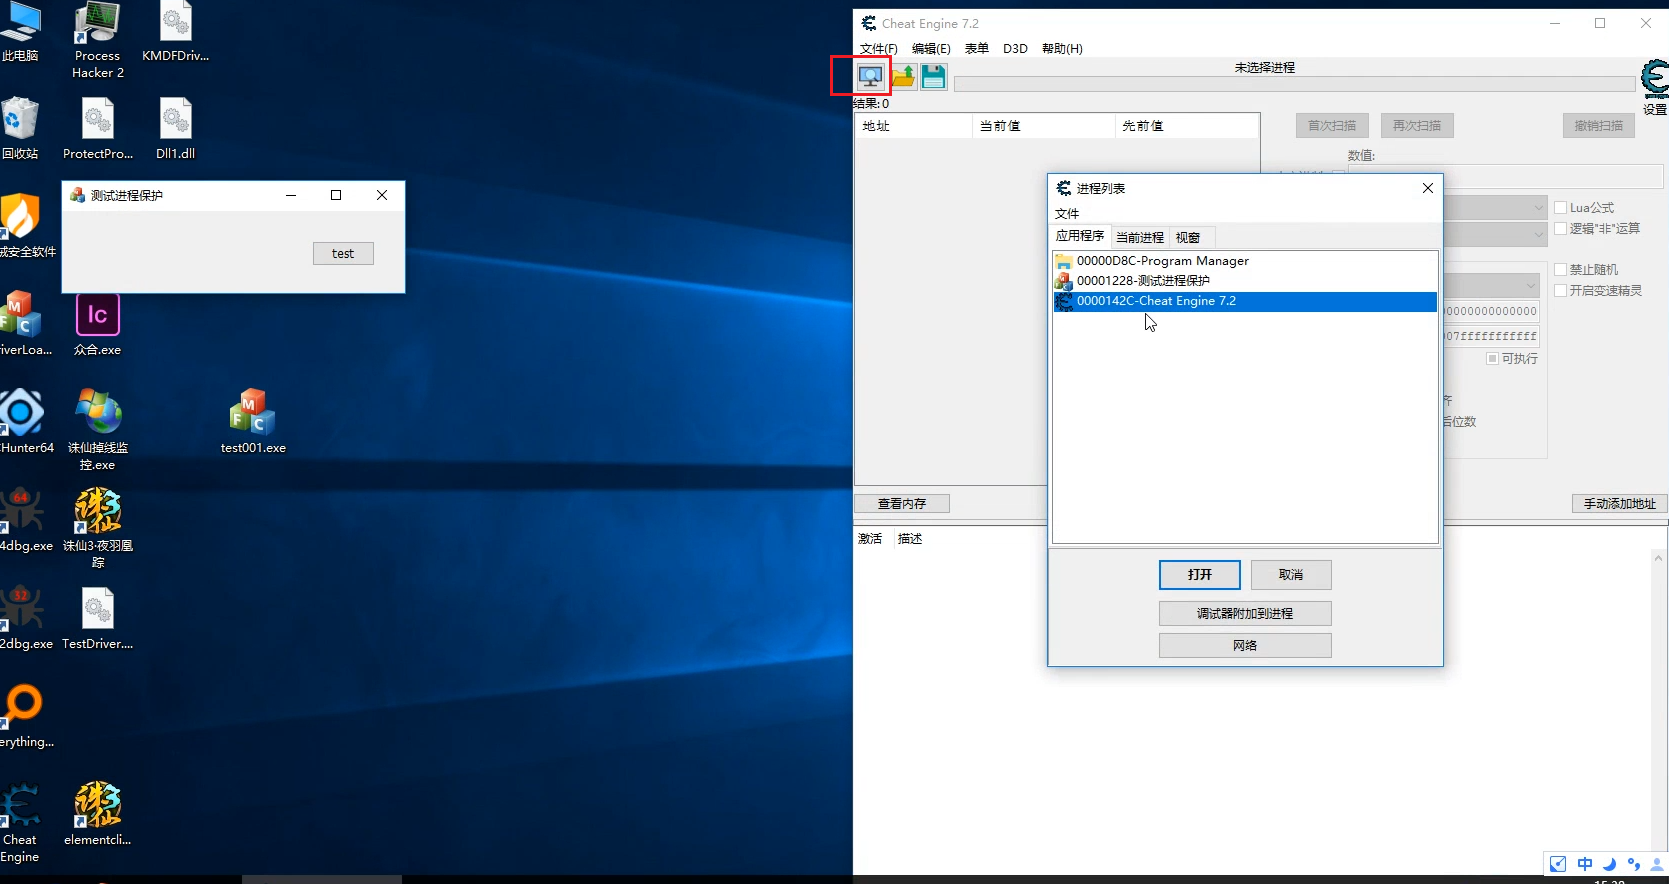 此电脑
Process
Hacker 2
KMDFDriv...
回收站
ProtectPro...
Dll1.dll
测试进程保护
test
绒安全软件
iverLoa...
Ic
众合.exe
Hunter64
诛仙掉线监
控.exe
M
F
C
test001.exe
64
4dbg.exe
诛仙3·夜羽凰
踪
32
2dbg.exe
TestDriver....
erything...
Cheat
Engine
elementcli...
Cheat Engine 7.2
文件(F) 编辑(E) 表单 D3D 帮助(H)
未选择进程
设置
结果:0
地址 当前值 先前值
首次扫描 再次扫描 撤销扫描
数值:
Lua公式
逻辑"非"运算
禁止随机
开启变速精灵
0000000000000
07fffffffffff
可执行
齐
后位数
查看内存
手动添加地址
激活 描述
进程列表
文件
应用程序 当前进程 视窗
00000D8C-Program Manager
00001228-测试进程保护
0000142C-Cheat Engine 7.2
打开 取消
调试器附加到进程
网络
中